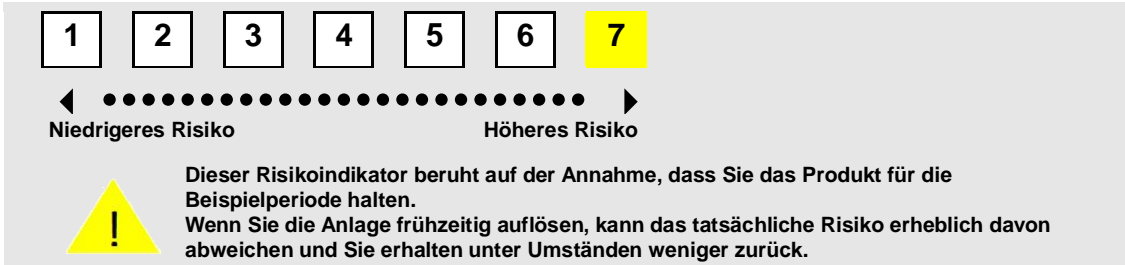 1 2 3 4 5 6 7
Niedrigeres Risiko Höheres Risiko
Dieser Risikoindikator beruht auf der Annahme, dass Sie das Produkt für die
Beispielperiode halten.
Wenn Sie die Anlage frühzeitig auflösen, kann das tatsächliche Risiko erheblich davon
abweichen und Sie erhalten unter Umständen weniger zurück.
!